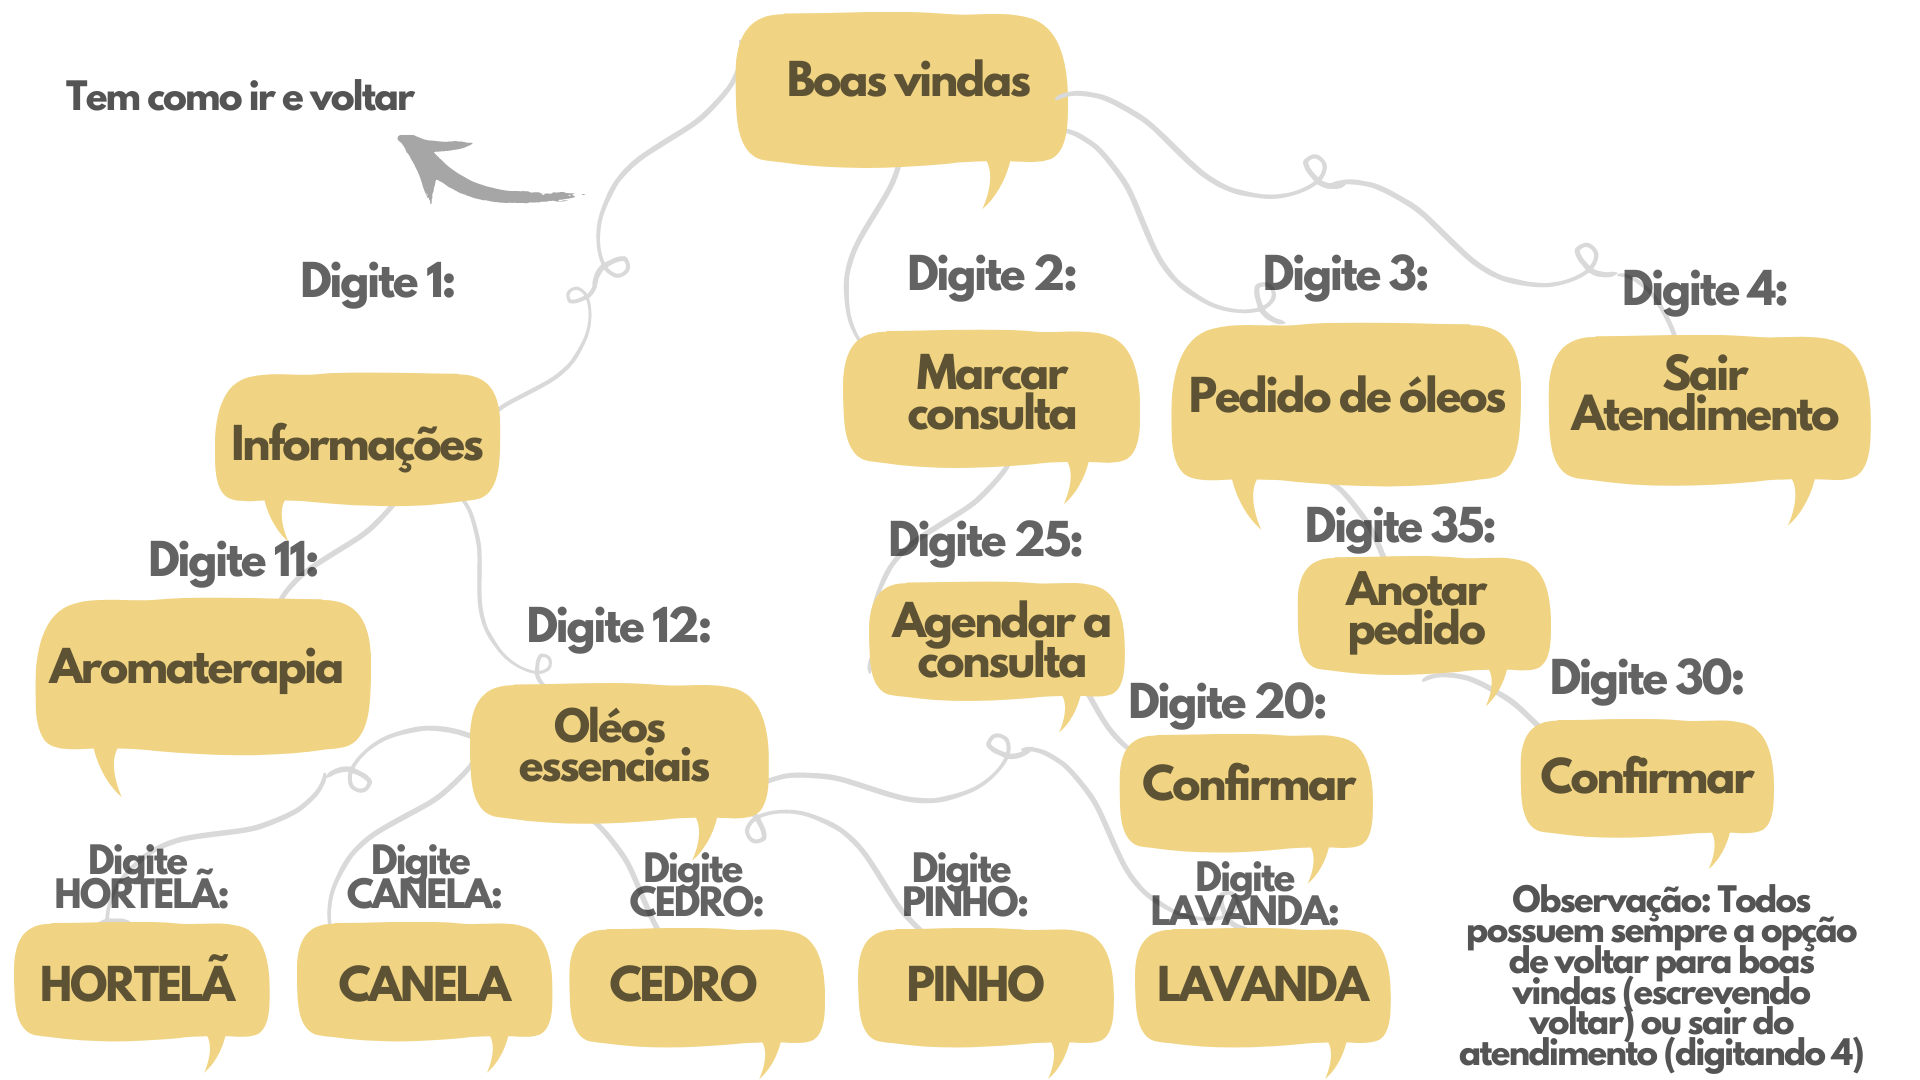 Boas vindas
Tem como ir e voltar
Digite 1:
Digite 2:
Digite 3:
Digite 4:
Informações
Marcar
consulta
Pedido de óleos
Sair
Atendimento
Digite 11:
Digite 12:
Digite 25:
Digite 35:
Aromaterapia
Oléos
essenciais
Agendar a
consulta
Anotar
pedido
Digite 20:
Digite 30:
Confirmar
Confirmar
Digite
HORTELÃ:
Digite
CANELA:
Digite
CEDRO:
Digite
PINHO:
Digite
LAVANDA:
HORTELÃ
CANELA
CEDRO
PINHO
LAVANDA
Observação: Todos
possuem sempre a opção
de voltar para boas
vindas (escrevendo
voltar) ou sair do
atendimento (digitando 4)